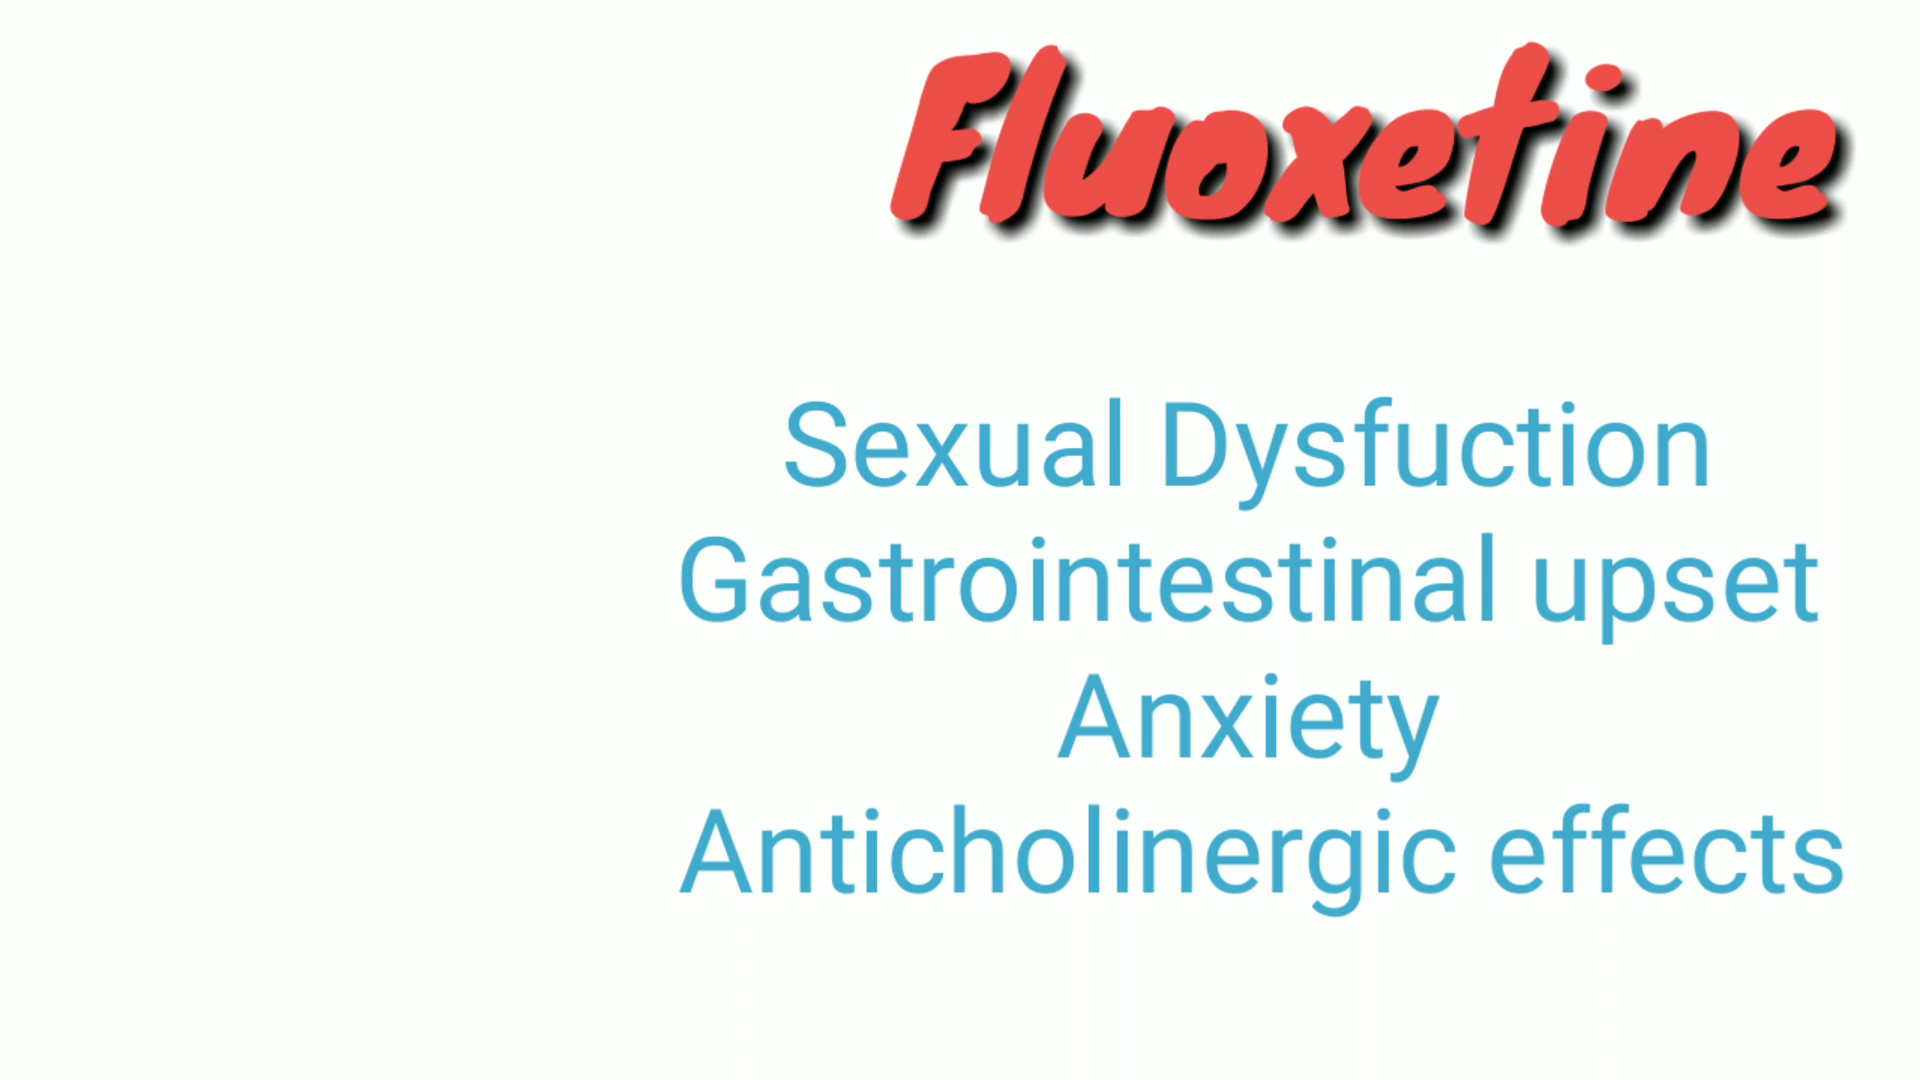 Fluoxetine
Sexual Dysfuction
Gastrointestinal upset
Anxiety
Anticholinergic effects